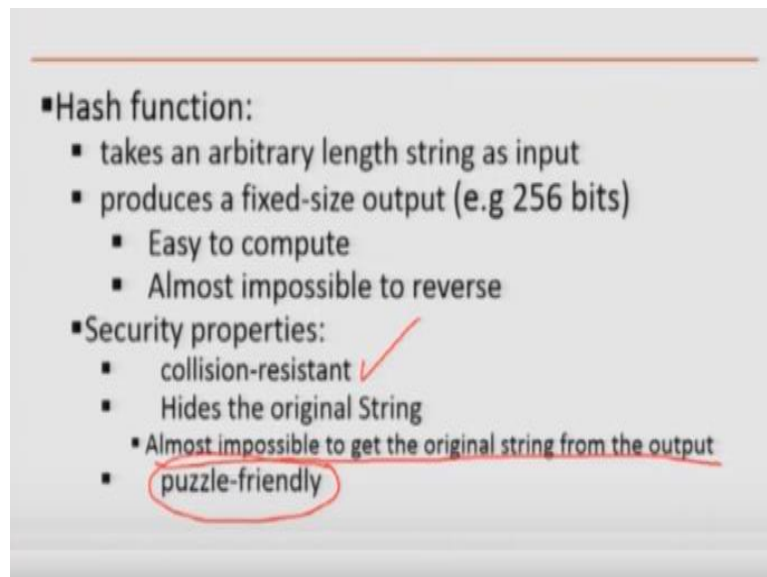 ▪Hash function:
▪ takes an arbitrary length string as input
▪ produces a fixed-size output (e.g 256 bits)
▪ Easy to compute
▪ Almost impossible to reverse
▪Security properties:
▪ collision-resistant
▪ Hides the original String
▪Almost impossible to get the original string from the output
▪ puzzle-friendly